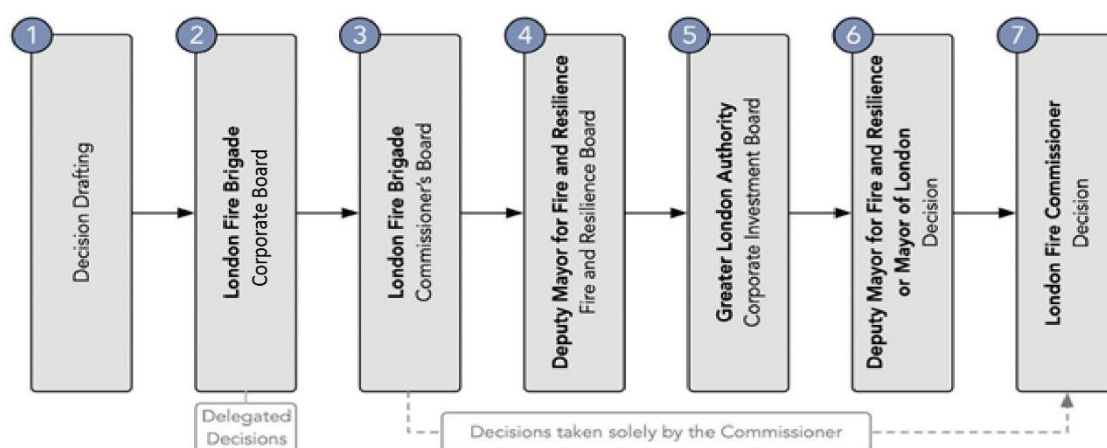 1
Decision Drafting
2
London Fire Brigade
Corporate Board
3
London Fire Brigade
Commissioner's Board
4
Deputy Mayor for Fire and Resilience
Fire and Resilience Board
5
Greater London Authority
Corporate Investment Board
6
Deputy Mayor for Fire and Resilience
or Mayor of London
Decision
7
London Fire Commissioner
Decision
Delegated
Decisions
Decisions taken solely by the Commissioner